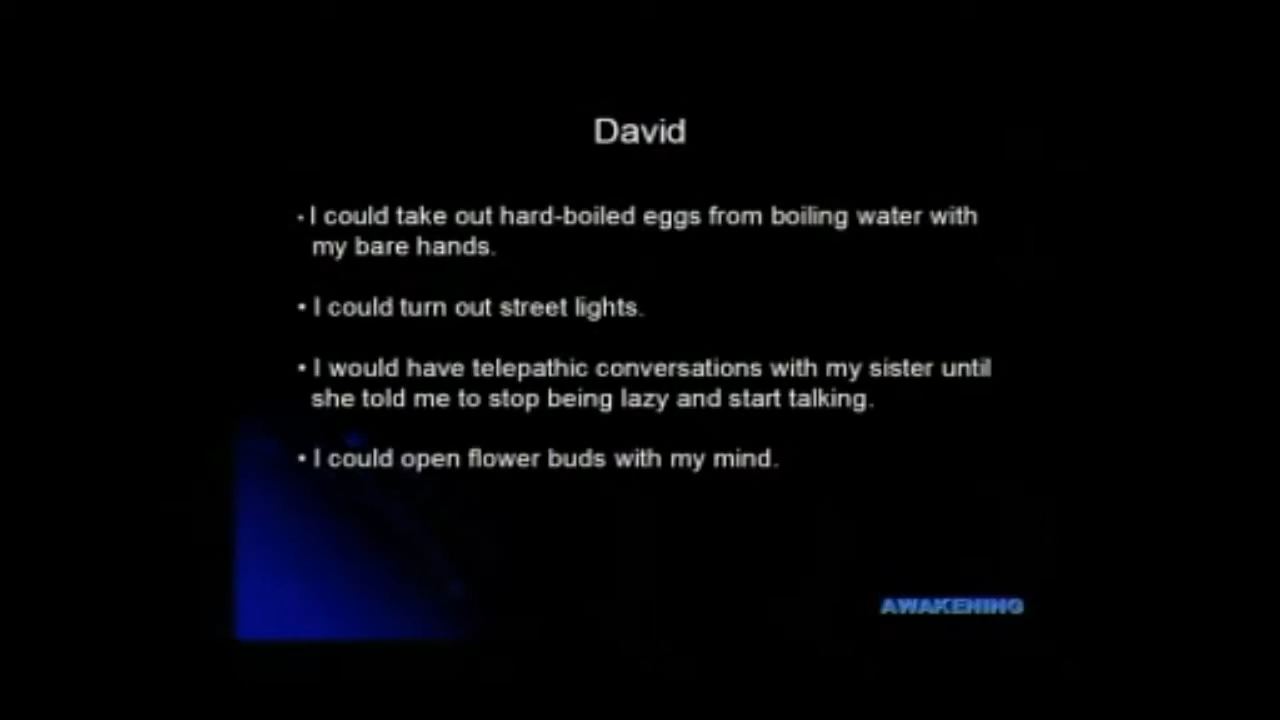 David
• I could take out hard-boiled eggs from boiling water with
my bare hands.
• I could turn out street lights.
• I would have telepathic conversations with my sister until
she told me to stop being lazy and start talking.
• I could open flower buds with my mind.
AWAKENING